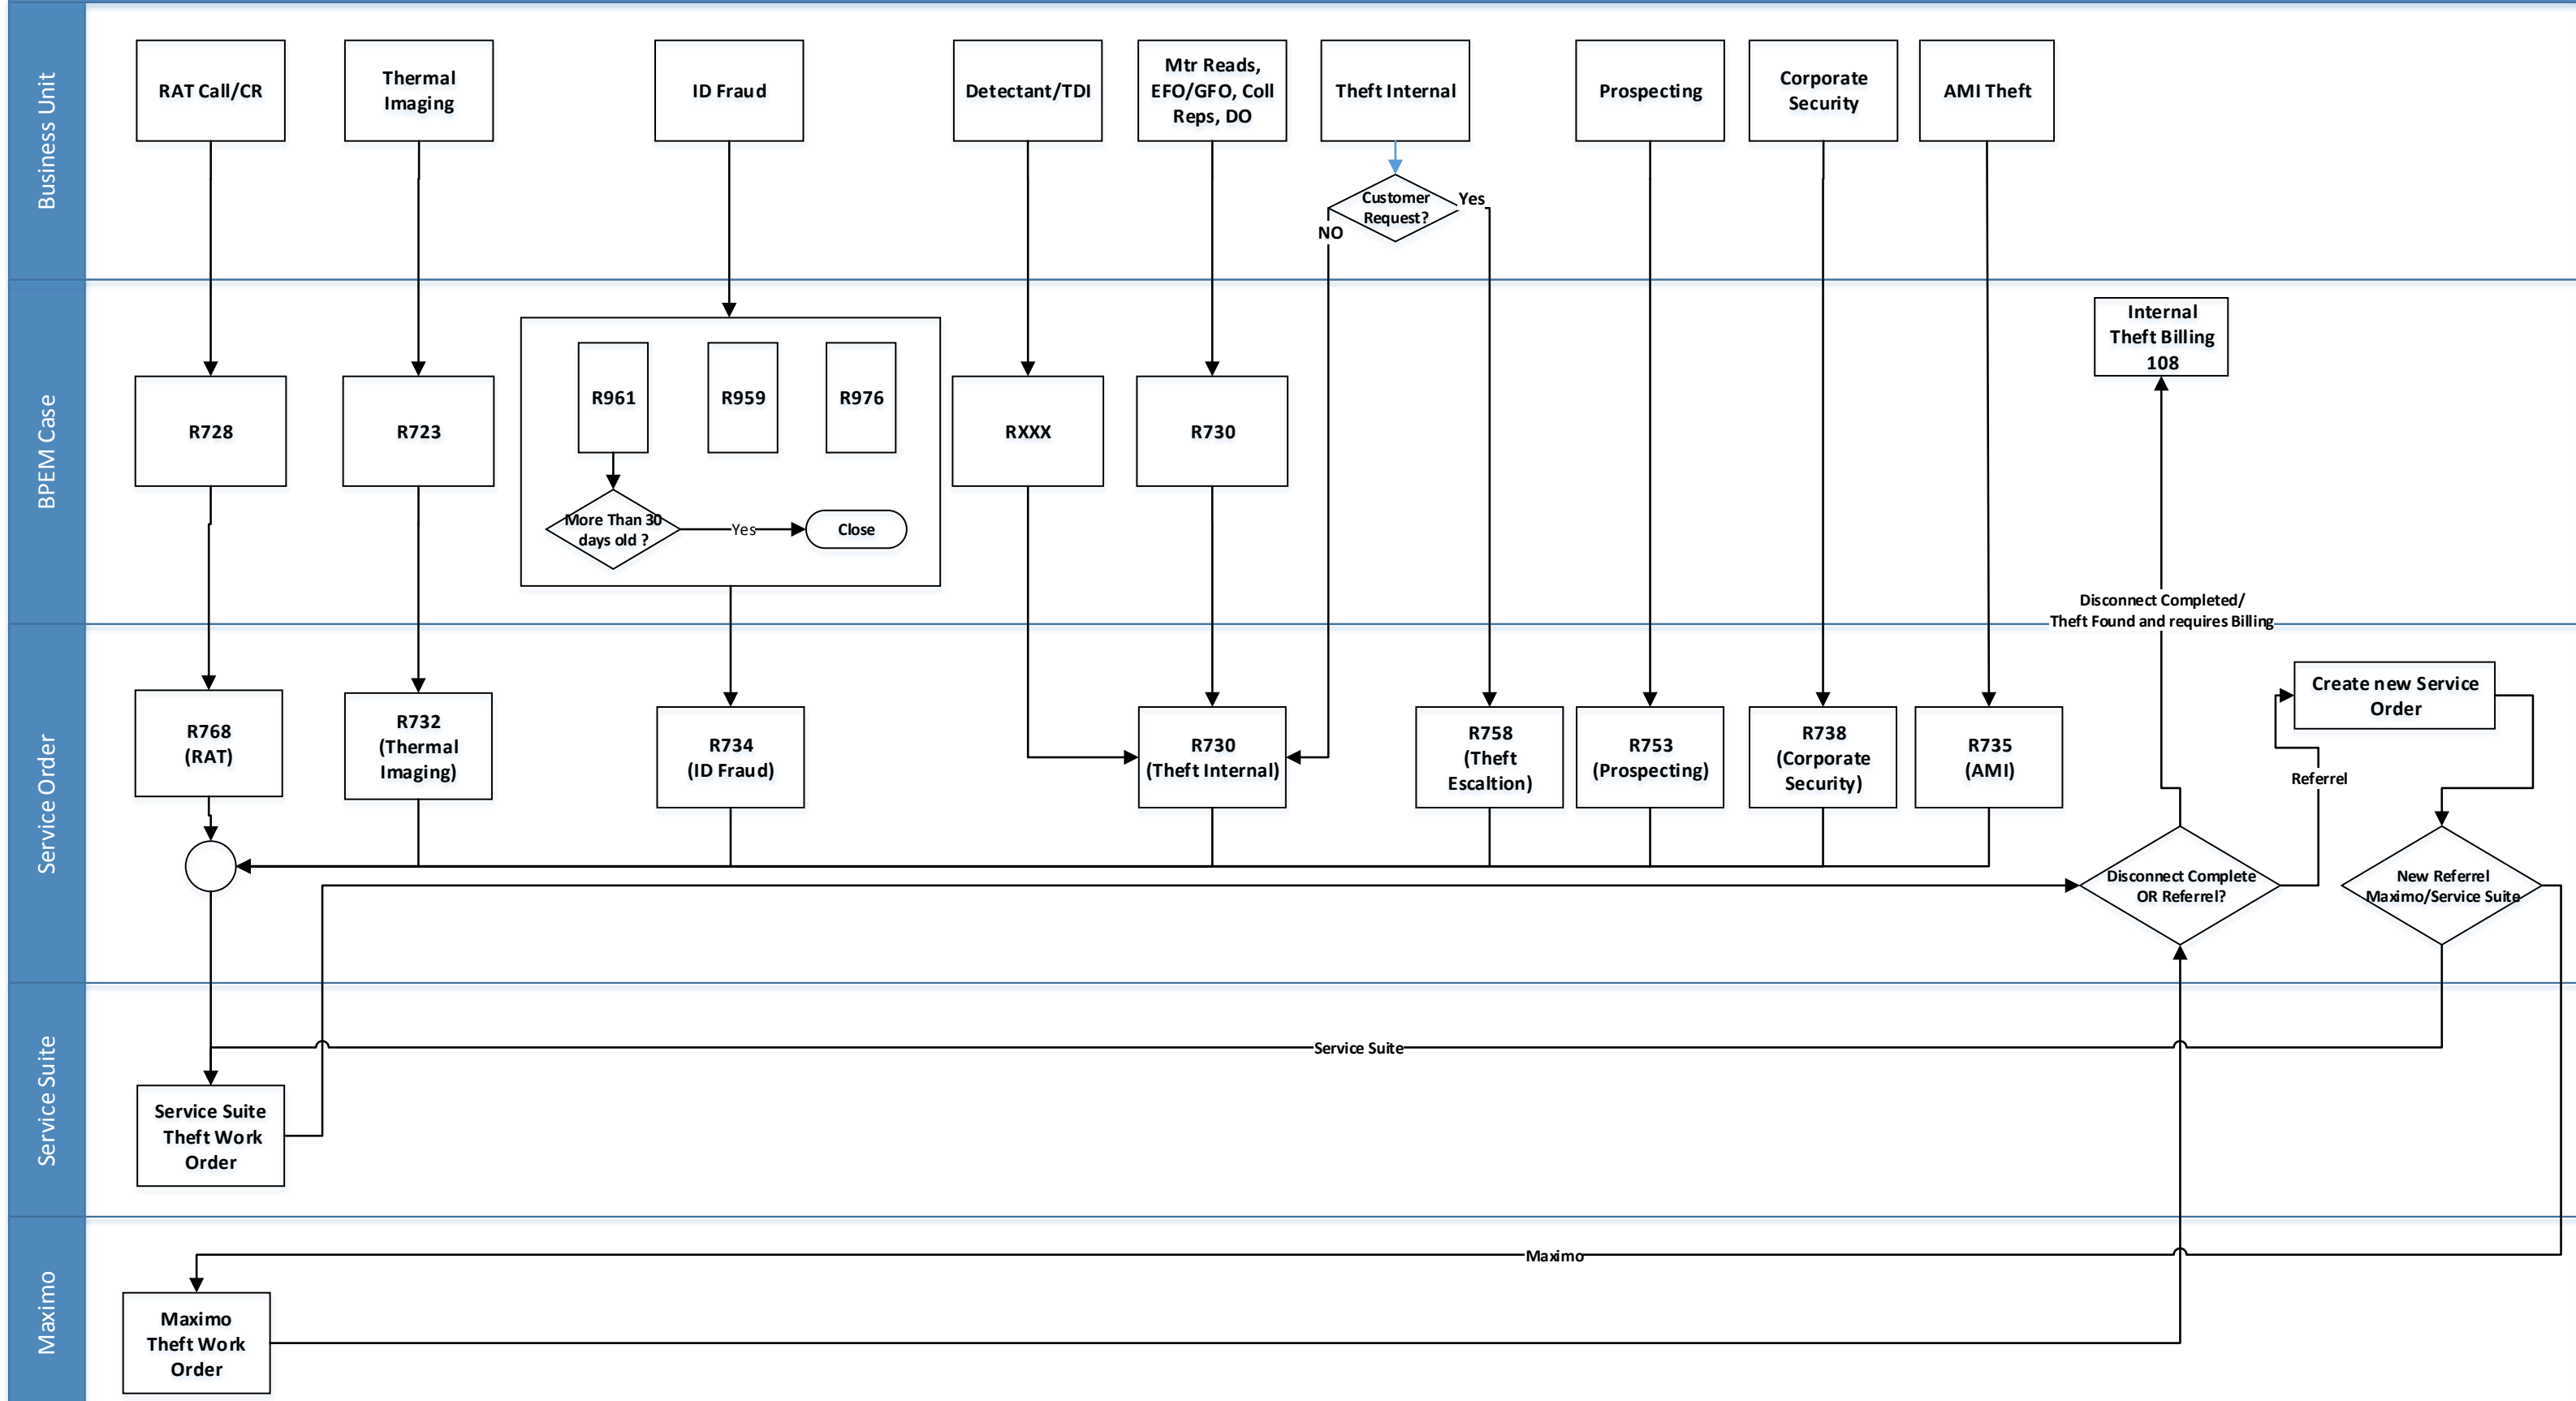 Business Unit
RAT Call/CR
Thermal
Imaging
ID Fraud
Detectant/TDI
Mtr Reads,
EFO/GFO, Coll
Reps, DO
Theft Internal
Prospecting
Corporate
Security
AMI Theft
Customer
Request?
Yes
NO
BPEM Case
R728
R723
R961
R959
R976
More Than 30
days old ?
Yes
Close
RXXX
R730
Internal
Theft Billing
108
Disconnect Completed/
Theft Found and requires Billing
Service Order
R768
(RAT)
R732
(Thermal
Imaging)
R734
(ID Fraud)
R730
(Theft Internal)
R758
(Theft
Escaltion)
R753
(Prospecting)
R738
(Corporate
Security)
R735
(AMI)
Create new Service
Order
Referrel
Disconnect Complete
OR Referrel?
New Referrel
Maximo/Service Suite
Service Suite
Service Suite
Service Suite
Theft Work
Order
Maximo
Maximo
Maximo
Theft Work
Order